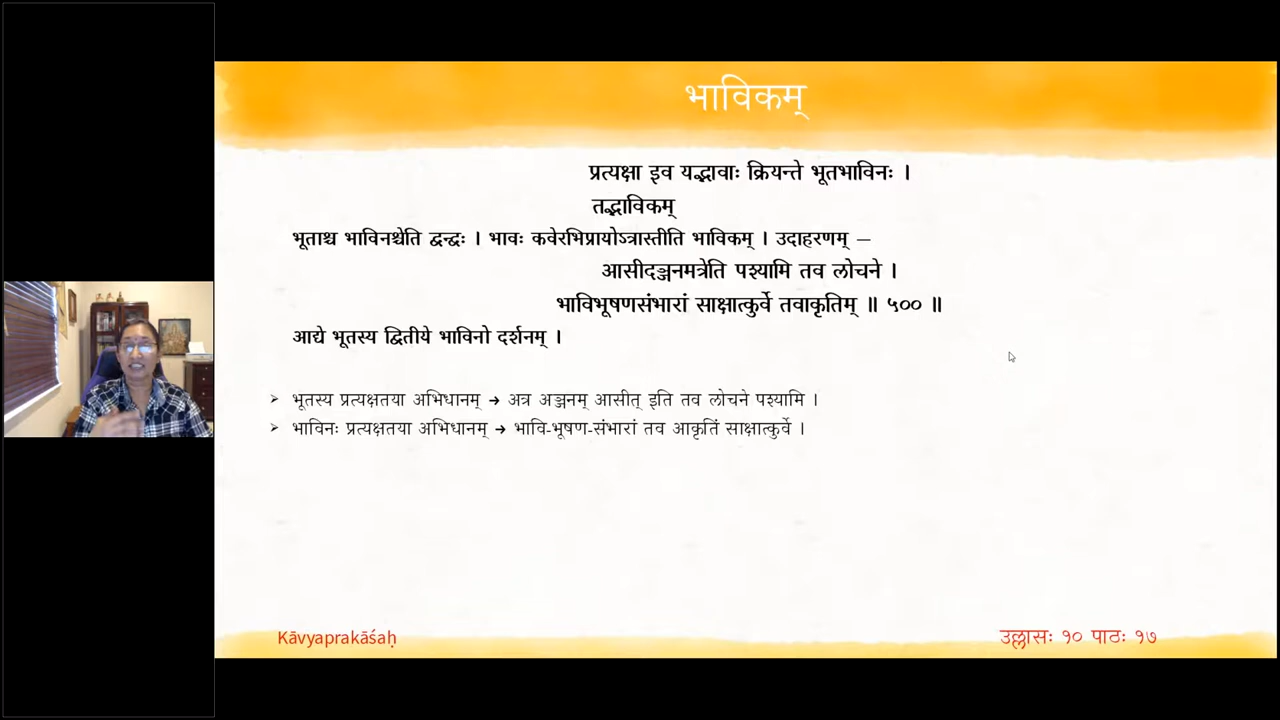 भाविकम्
प्रत्यक्षा इव यद्भावाः क्रियन्ते भूतभाविनः ।
तद्भाविकम्
भूताश्च भाविनश्चेति द्वन्द्वः । भावः कवेरभिप्रायोऽत्रास्तीति भाविकम् । उदाहरणम् –
आसीदञ्जनमत्रेति पश्यामि तव लोचने ।
भाविभूषणसंभारां साक्षात्कुर्वे तवाकृतिम् ॥ ५०० ॥
आद्ये भूतस्य द्वितीये भाविनो दर्शनम् ।
➤ भूतस्य प्रत्यक्षतया अभिधानम् → अत्र अञ्जनम् आसीत् इति तव लोचने पश्यामि ।
➤ भाविनः प्रत्यक्षतया अभिधानम् → भावि-भूषण-संभारां तव आकृतिं साक्षात्कुर्वे ।
Kāvyaprakāśaḥ
उल्लासः १० पाठः १७